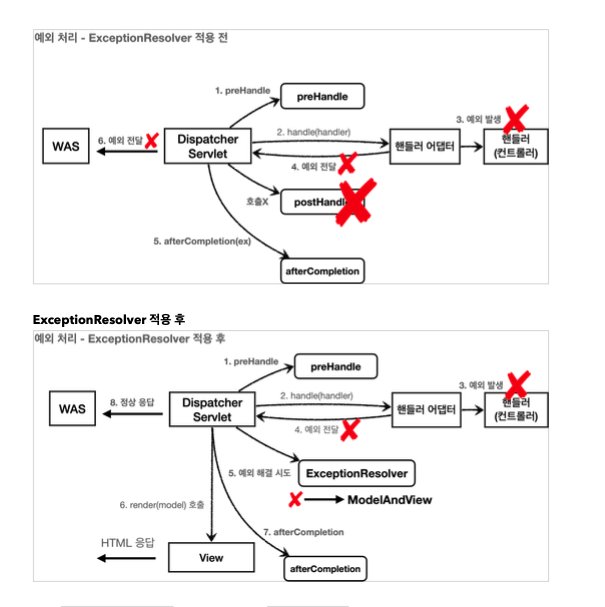 예외 처리 - ExceptionResolver 적용 전
1. preHandle
preHandle
3. 예외 발생
WAS
6. 예외 전달
Dispatcher
Servlet
2. handle(handler)
핸들러 어댑터
핸들러
(컨트롤러)
4. 예외 전달
호출X
postHandle
5. afterCompletion(ex)
afterCompletion
ExceptionResolver 적용 후
예외 처리 - ExceptionResolver 적용 후
1. preHandle
preHandle
3. 예외 발생
WAS
8. 정상 응답
Dispatcher
Servlet
2. handle(handler)
핸들러 어댑터
핸들러
(컨트롤러)
4. 예외 전달
5. 예외 해결 시도
ExceptionResolver
ModelAndView
6. render(model) 호출
7. afterCompletion
HTML 응답
View
afterCompletion